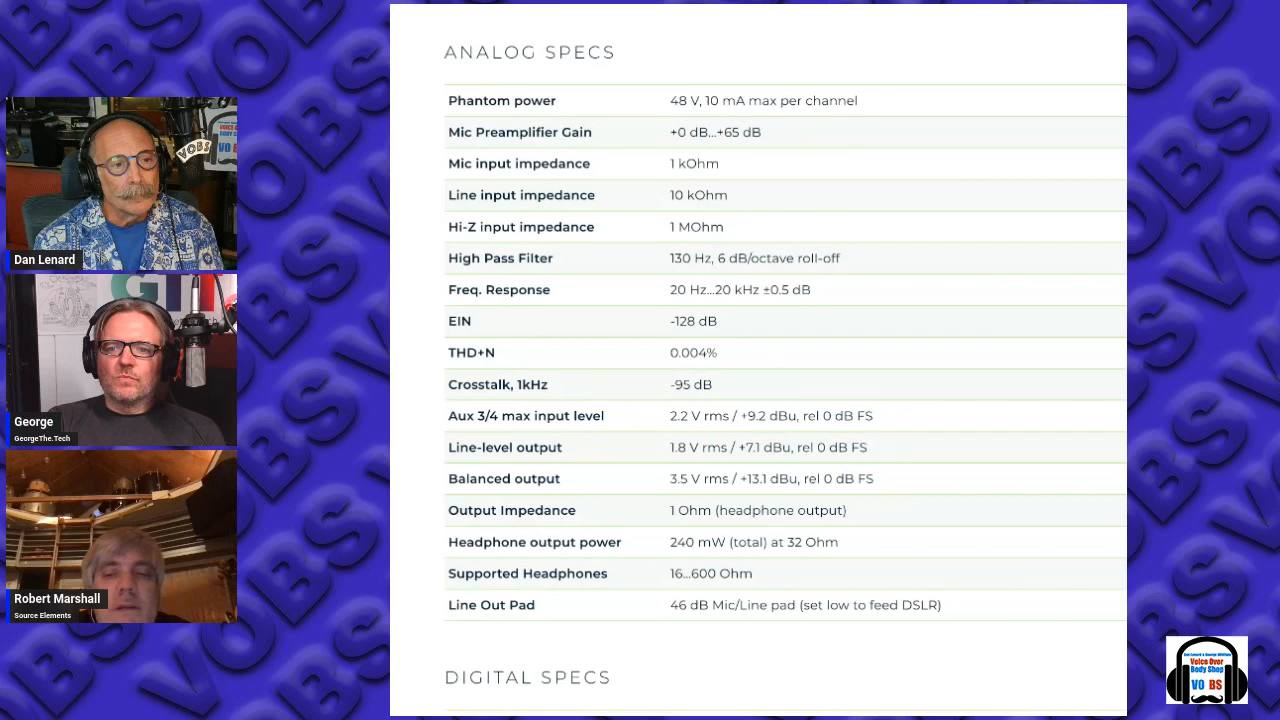 ANALOG SPECS
Phantom power 48 V, 10 mA max per channel
Mic Preamplifier Gain +0 dB...+65 dB
Mic input impedance 1 kOhm
Line input impedance 10 kOhm
Hi-Z input impedance 1 MOhm
High Pass Filter 130 Hz, 6 dB/octave roll-off
Freq. Response 20 Hz...20 kHz ±0.5 dB
EIN -128 dB
THD+N 0.004%
Crosstalk, 1kHz -95 dB
Aux 3/4 max input level 2.2 V rms / +9.2 dBu, rel 0 dB FS
Line-level output 1.8 V rms / +7.1 dBu, rel 0 dB FS
Balanced output 3.5 V rms / +13.1 dBu, rel 0 dB FS
Output Impedance 1 Ohm (headphone output)
Headphone output power 240 mW (total) at 32 Ohm
Supported Headphones 16...600 Ohm
Line Out Pad 46 dB Mic/Line pad (set low to feed DSLR)
DIGITAL SPECS
VOBS
Dan Lenard
George
GeorgeThe.Tech
Robert Marshall
Source Elements
Voice Over
Body Shop
VO BS